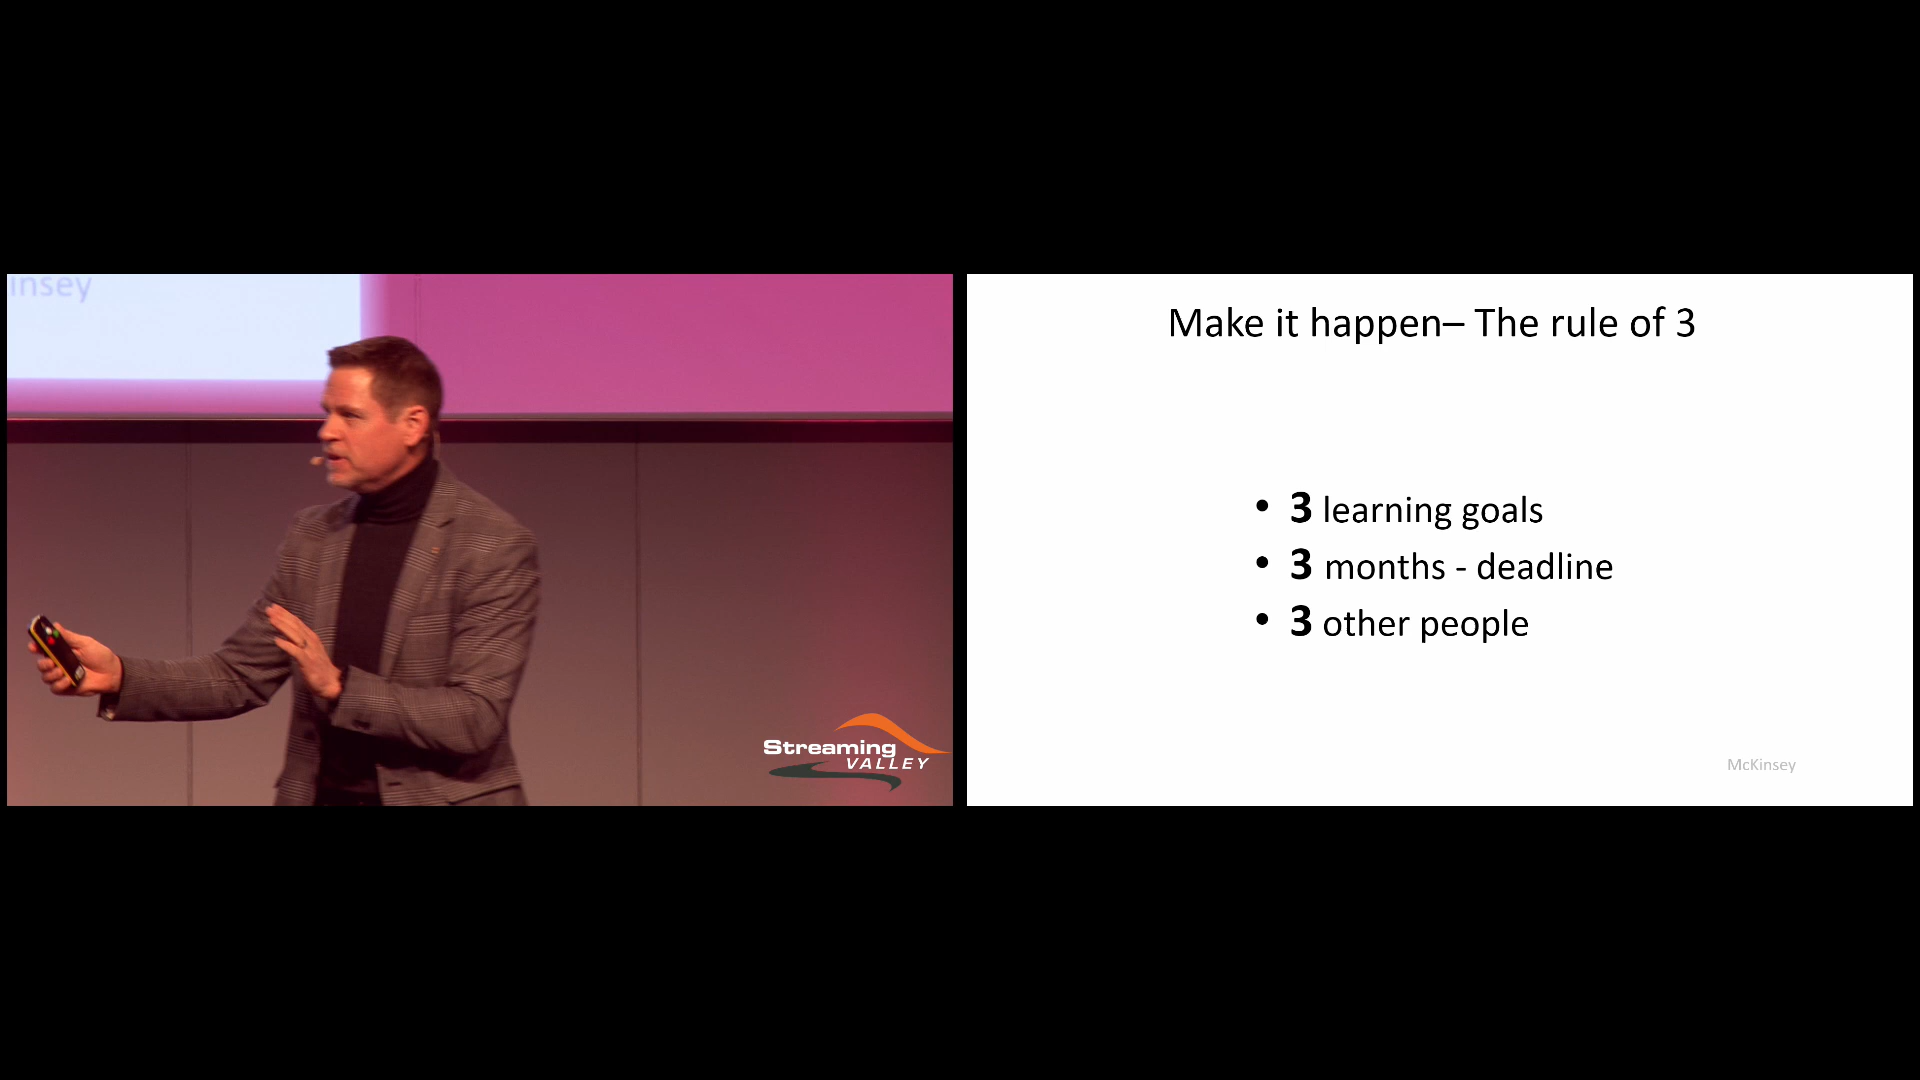 insey
Streaming
VALLEY
Make it happen– The rule of 3
• 3 learning goals
• 3 months - deadline
• 3 other people
McKinsey